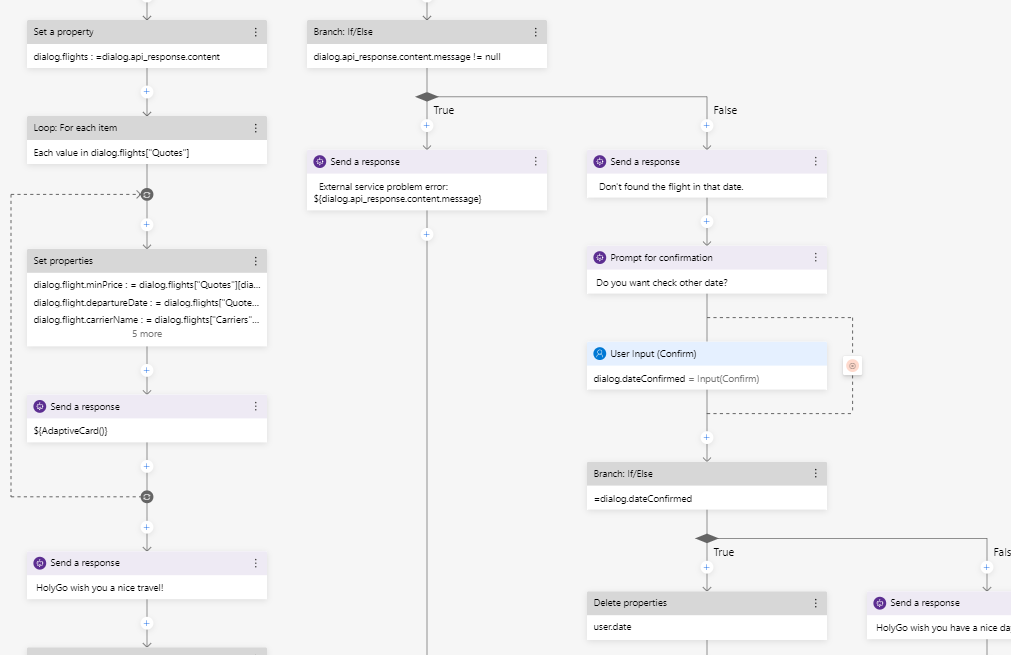 Set a property
dialog.flights : =dialog.api_response.content
Loop: For each item
Each value in dialog.flights["Quotes"]
Set properties
dialog.flight.minPrice : = dialog.flights["Quotes"][dia...
dialog.flight.departureDate : = dialog.flights["Quote...
dialog.flight.carrierName : = dialog.flights["Carriers"...
5 more
Send a response
${AdaptiveCard()}
Send a response
HolyGo wish you a nice travel!
Branch: If/Else
dialog.api_response.content.message != null
True
False
Send a response
External service problem error:
${dialog.api_response.content.message}
Send a response
Don't found the flight in that date.
Prompt for confirmation
Do you want check other date?
User Input (Confirm)
dialog.dateConfirmed = Input(Confirm)
Branch: If/Else
=dialog.dateConfirmed
True
Fals
Delete properties
user.date
Send a response
HolyGo wish you have a nice da